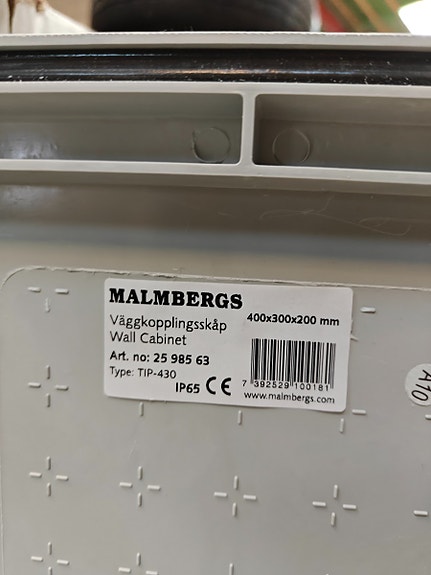 MALMBERGS
400x300x200 mm
Väggkopplingsskåp
Wall Cabinet
Art. no: 25 985 63
Type: TIP-430
IP65 CE
7 392529 100181
www.malmbergs.com
A10